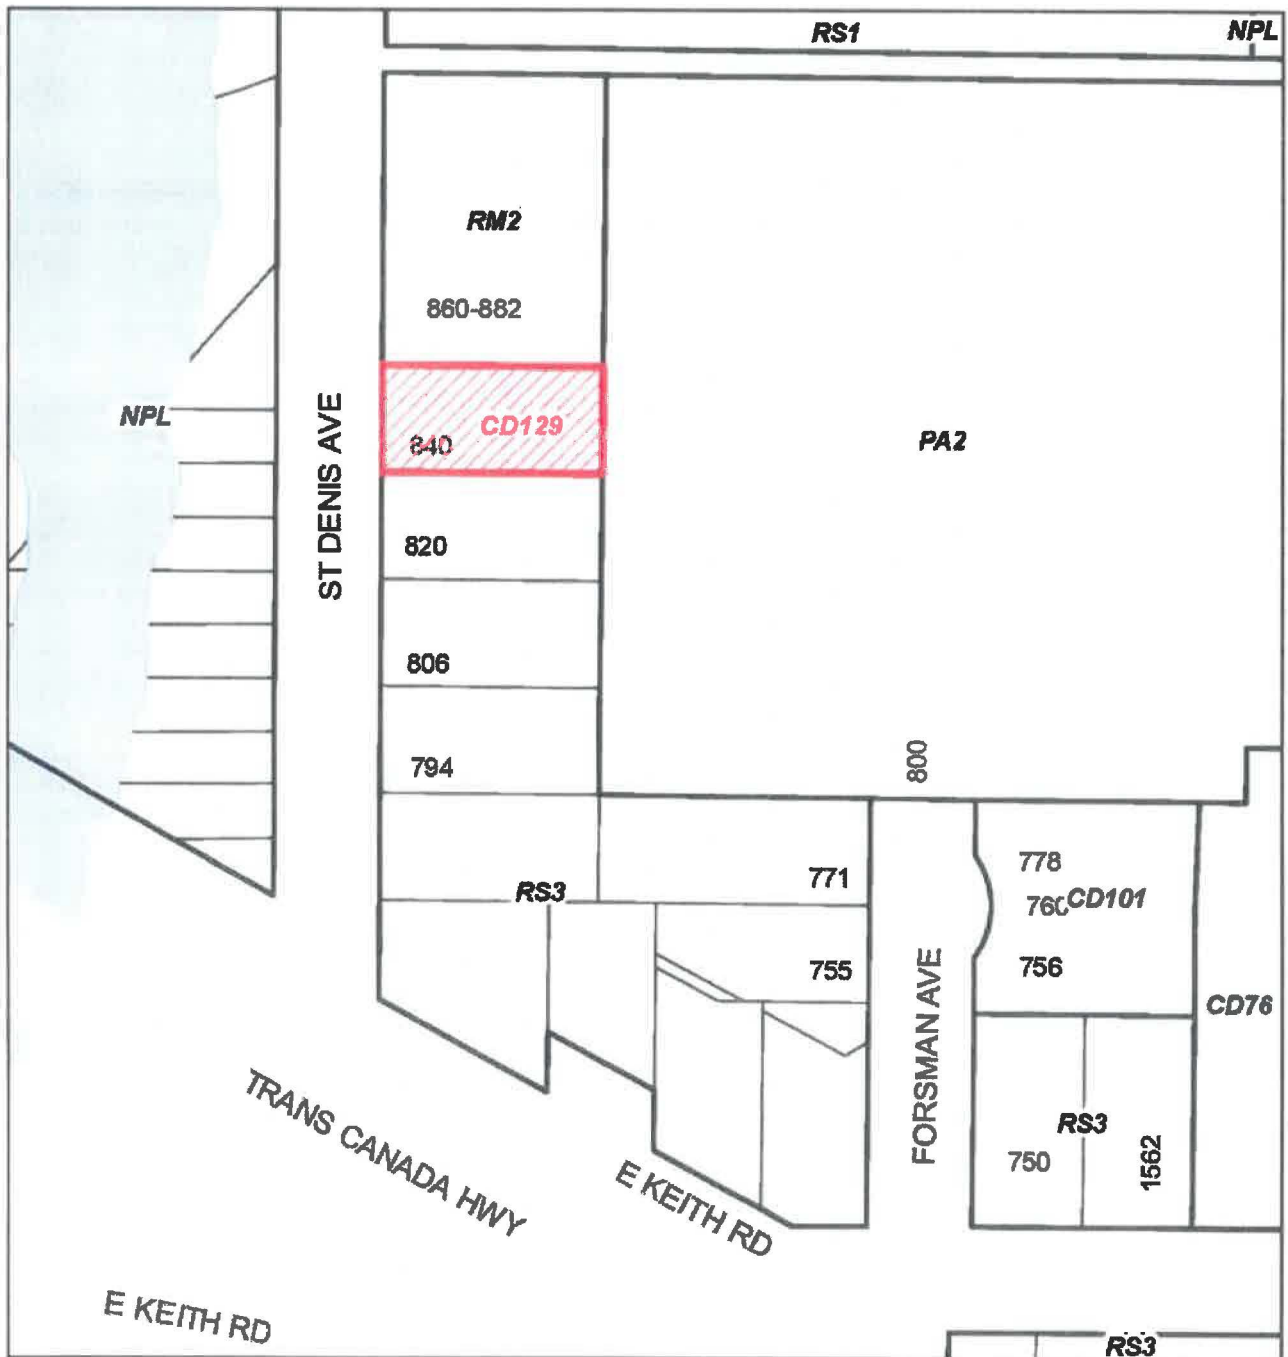 RS1
NPL
RM2
860-882
NPL
ST DENIS AVE
CD129
840
PA2
820
806
794
800
771
778
RS3
760
CD101
755
756
CD76
FORSMAN AVE
TRANS CANADA HWY
E KEITH RD
RS3
750
1562
E KEITH RD
RS3